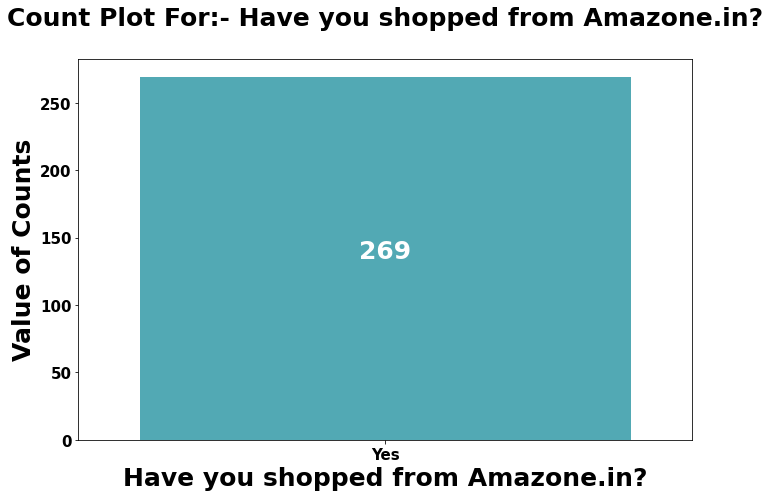 Count Plot For:- Have you shopped from Amazone.in?
Value of Counts
250
200
150
100
50
0
269
Yes
Have you shopped from Amazone.in?